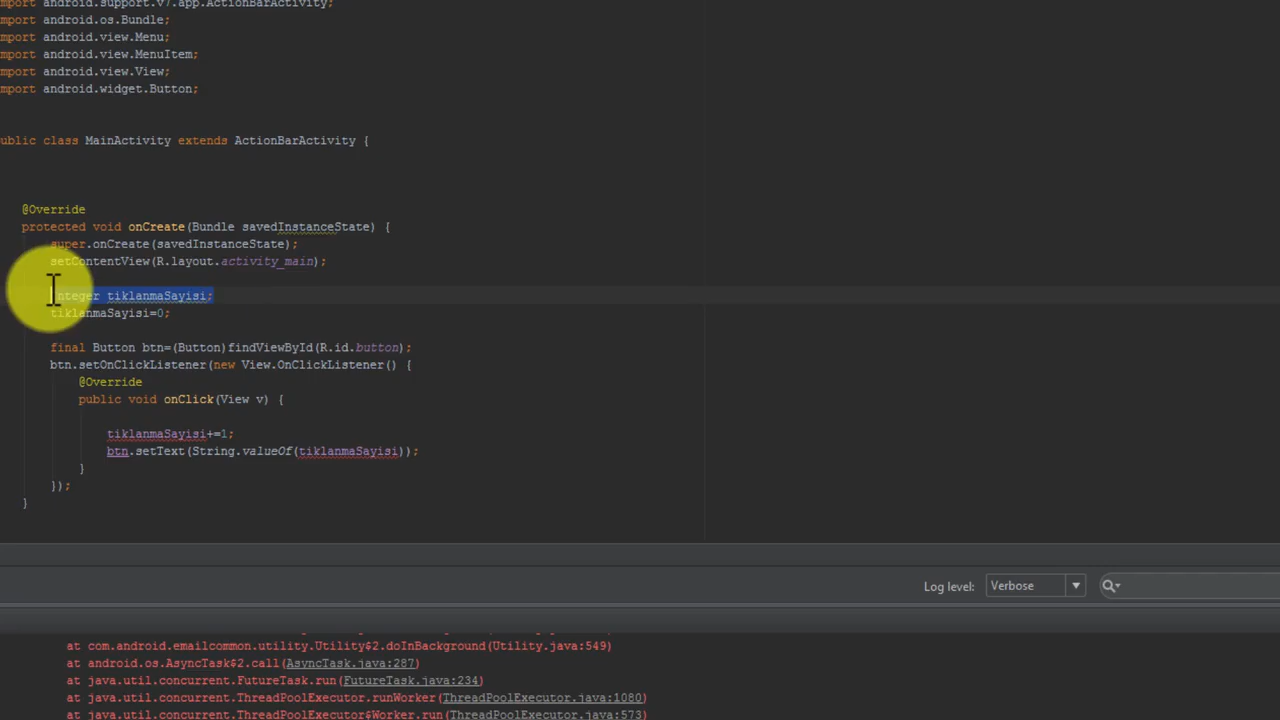 mport android.support.v7.app.ActionBarActivity;
mport android.os.Bundle;
mport android.view.Menu;
mport android.view.MenuItem;
mport android.view.View;
mport android.widget.Button;
ublic class MainActivity extends ActionBarActivity {
@Override
protected void onCreate(Bundle savedInstanceState) {
super.onCreate(savedInstanceState);
setContentView(R.layout.activity_main);
Integer tiklanmaSayisi;
tiklanmaSayisi=0;
final Button btn=(Button)findViewById(R.id.button);
btn.setOnClickListener(new View.OnClickListener() {
@Override
public void onClick(View v) {
tiklanmaSayisi+=1;
btn.setText(String.valueOf(tiklanmaSayisi));
}
});
}
Log level: Verbose
at com.android.emailcommon.utility.Utility$2.doInBackground(Utility.java:549)
at android.os.AsyncTask$2.call(AsyncTask.java:287)
at java.util.concurrent.FutureTask.run(FutureTask.java:234)
at java.util.concurrent.ThreadPoolExecutor.runWorker(ThreadPoolExecutor.java:1080)
at java.util.concurrent.ThreadPoolExecutor$Worker.run(ThreadPoolExecutor.java:573)